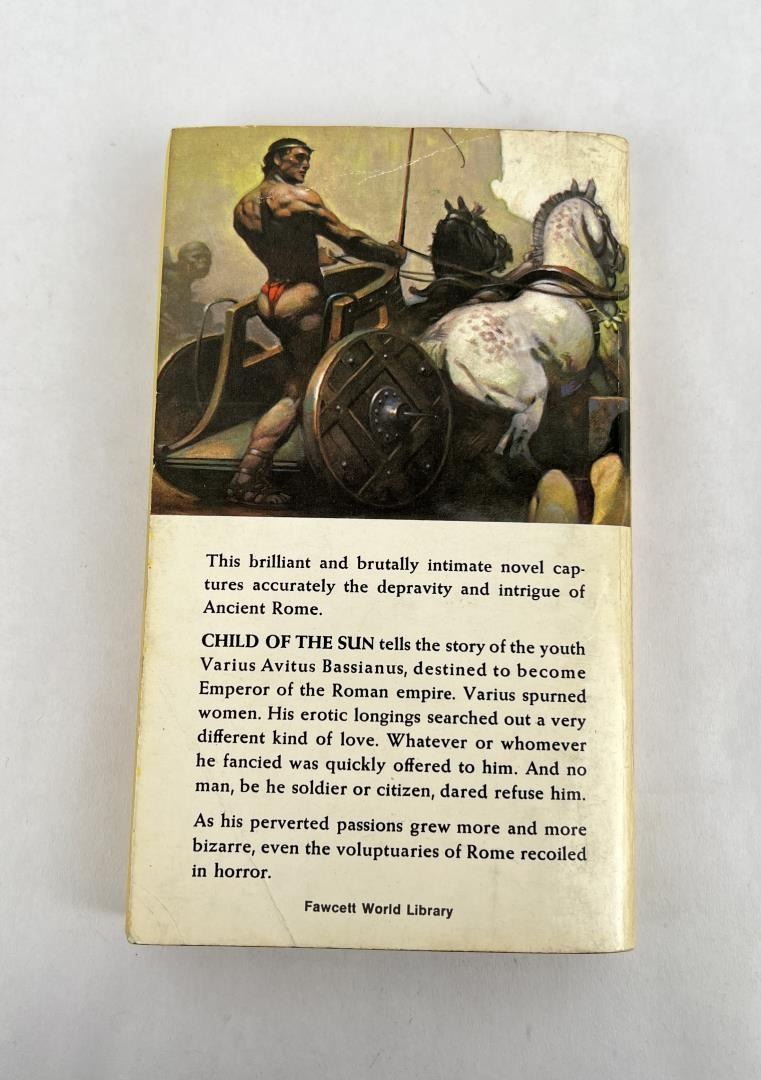 This brilliant and brutally intimate novel cap-
tures accurately the depravity and intrigue of
Ancient Rome.
CHILD OF THE SUN tells the story of the youth
Varius Avitus Bassianus, destined to become
Emperor of the Roman empire. Varius spurned
women. His erotic longings searched out a very
different kind of love. Whatever or whomever
he fancied was quickly offered to him. And no
man, be he soldier or citizen, dared refuse him.
As his perverted passions grew more and more
bizarre, even the voluptuaries of Rome recoiled
in horror.
Fawcett World Library